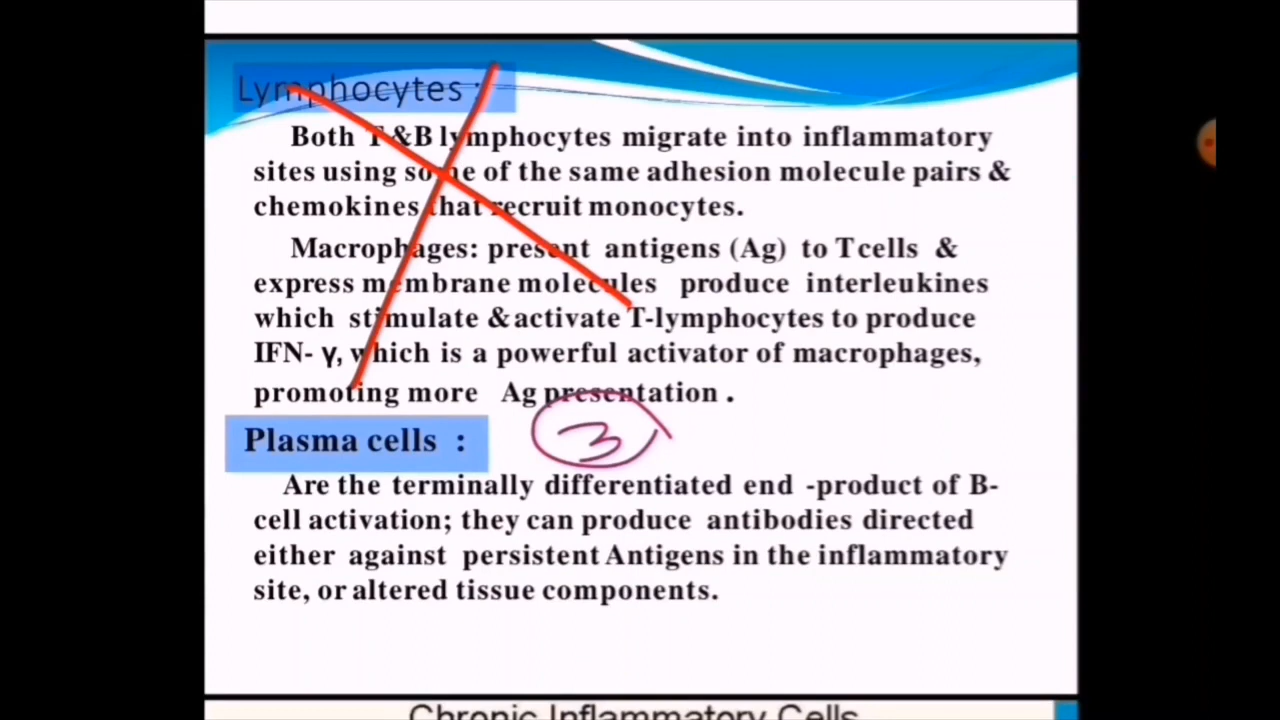 Lymphocytes :
Both T &B lymphocytes migrate into inflammatory
sites using some of the same adhesion molecule pairs &
chemokines that recruit monocytes.
Macrophages: present antigens (Ag) to Tcells &
express membrane molecules produce interleukines
which stimulate &activate T-lymphocytes to produce
IFN- γ, which is a powerful activator of macrophages,
promoting more Ag presentation .
3
Plasma cells :
Are the terminally differentiated end -product of B-
cell activation; they can produce antibodies directed
either against persistent Antigens in the inflammatory
site, or altered tissue components.
Chronic Inflammatory Cells